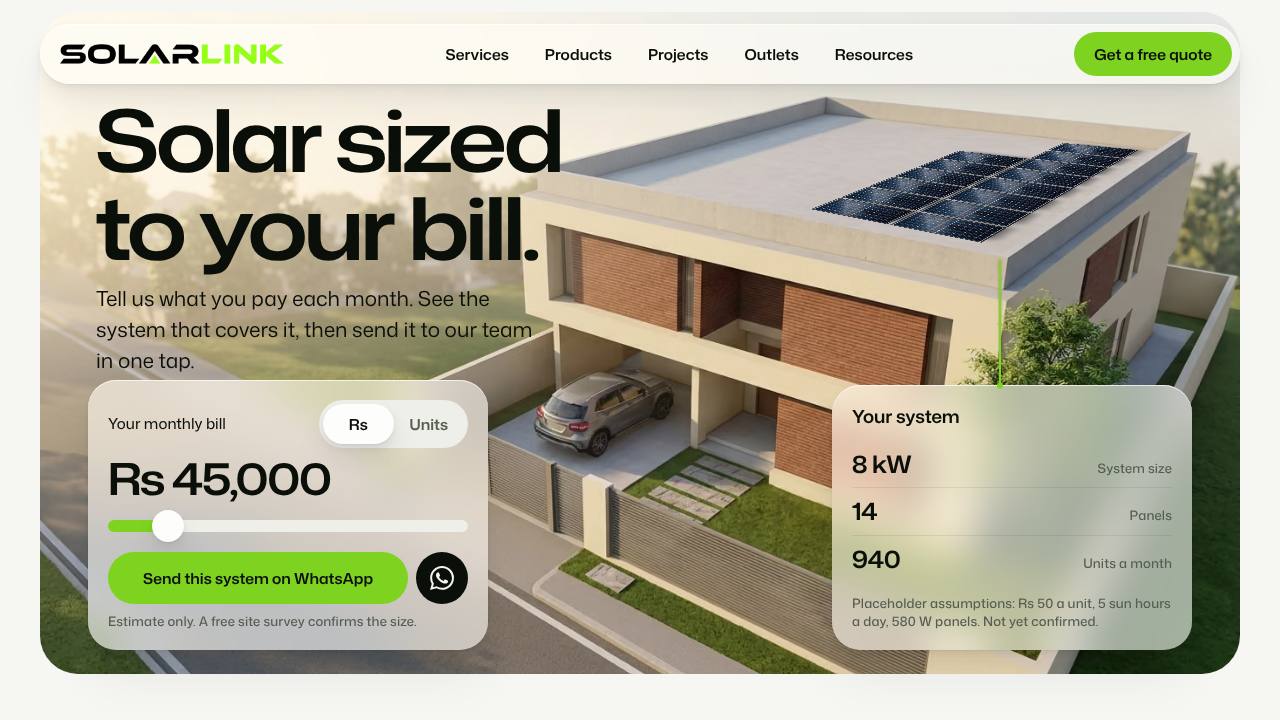 SOLARLINK
Services
Products
Projects
Outlets
Resources
Get a free quote
Solar sized
to your bill.
Tell us what you pay each month. See the
system that covers it, then send it to our team
in one tap.
Your monthly bill
Rs
Units
Rs 45,000
Send this system on WhatsApp
Estimate only. A free site survey confirms the size.
Your system
8 kW
System size
14
Panels
940
Units a month
Placeholder assumptions: Rs 50 a unit, 5 sun hours
a day, 580 W panels. Not yet confirmed.